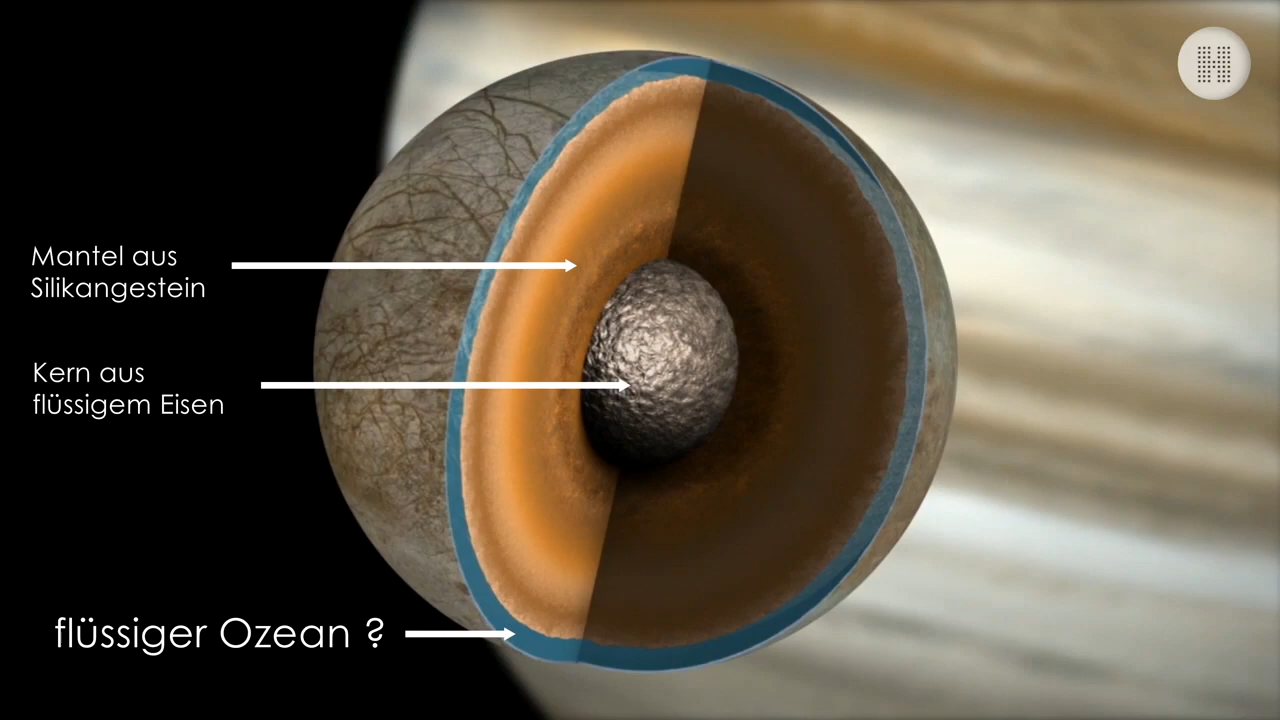 Mantel aus
Silikangestein
Kern aus
flüssigem Eisen
flüssiger Ozean ?
H